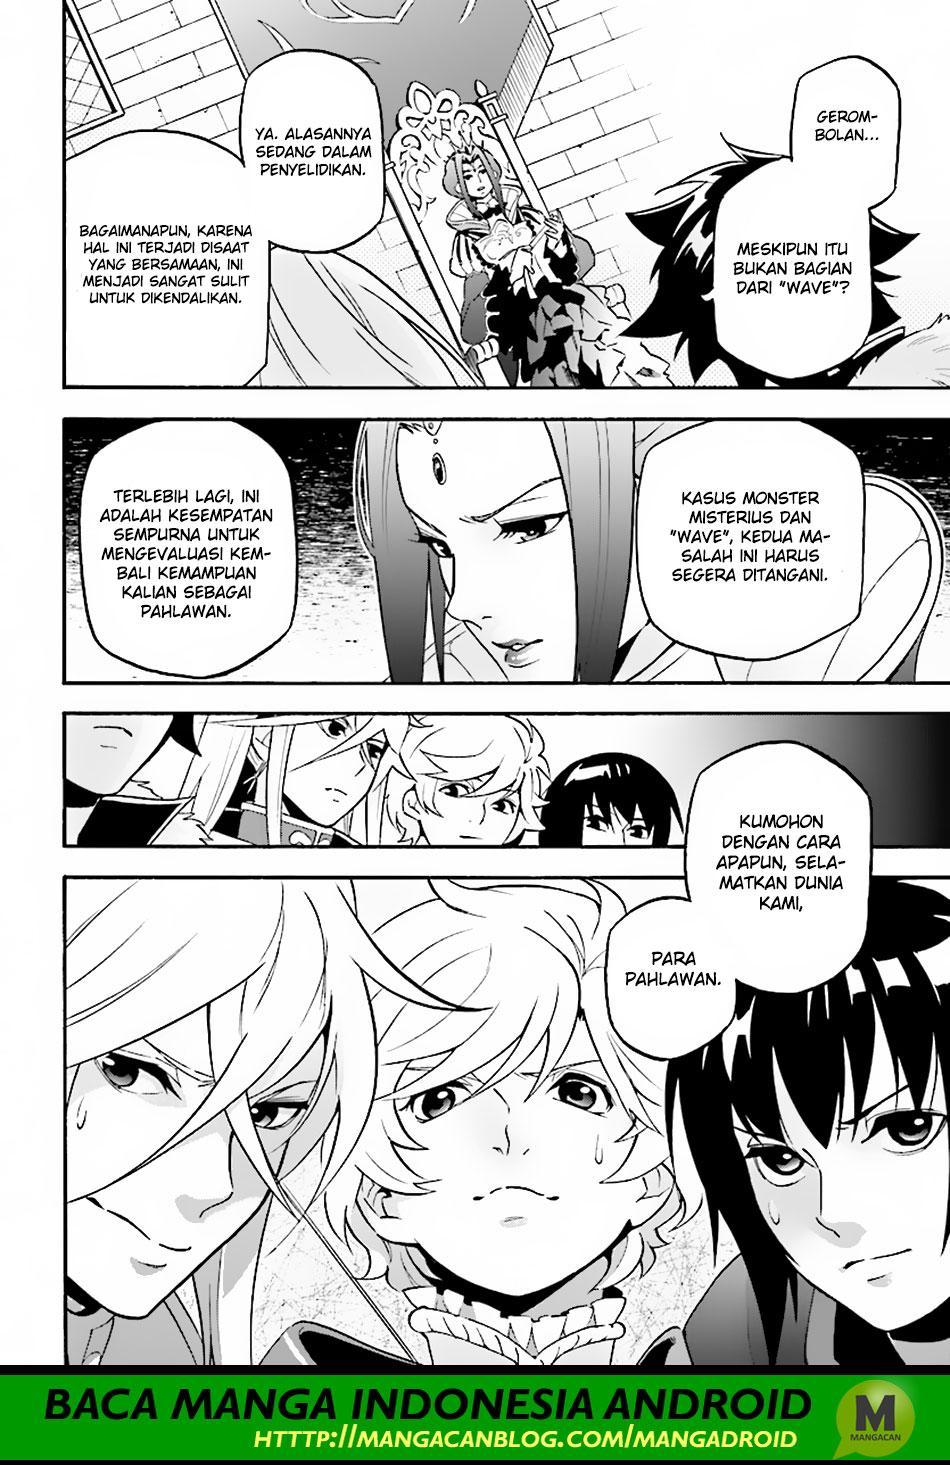 GEROM-
BOLAN...
MESKIPUN ITU
BUKAN BAGIAN
DARI "WAVE"?
YA. ALASANNYA
SEDANG DALAM
PENYELIDIKAN.
BAGAIMANAPUN, KARENA
HAL INI TERJADI DISAAT
YANG BERSAMAAN, INI
MENJADI SANGAT SULIT
UNTUK DIKENDALIKAN.
KASUS MONSTER
MISTERIUS DAN
"WAVE", KEDUA MA-
SALAH INI HARUS
SEGERA DITANGANI.
TERLEBIH LAGI, INI
ADALAH KESEMPATAN
SEMPURNA UNTUK
MENGEVALUASI KEM-
BALI KEMAMPUAN
KALIAN SEBAGAI
PAHLAWAN.
KUMOHON
DENGAN CARA
APAPUN, SELA-
MATKAN DUNIA
KAMI,
PARA
PAHLAWAN.
BACA MANGA INDONESIA ANDROID
HTTTP://MANGACANBLOG.COM/MANGADROID
M
MANGACAN